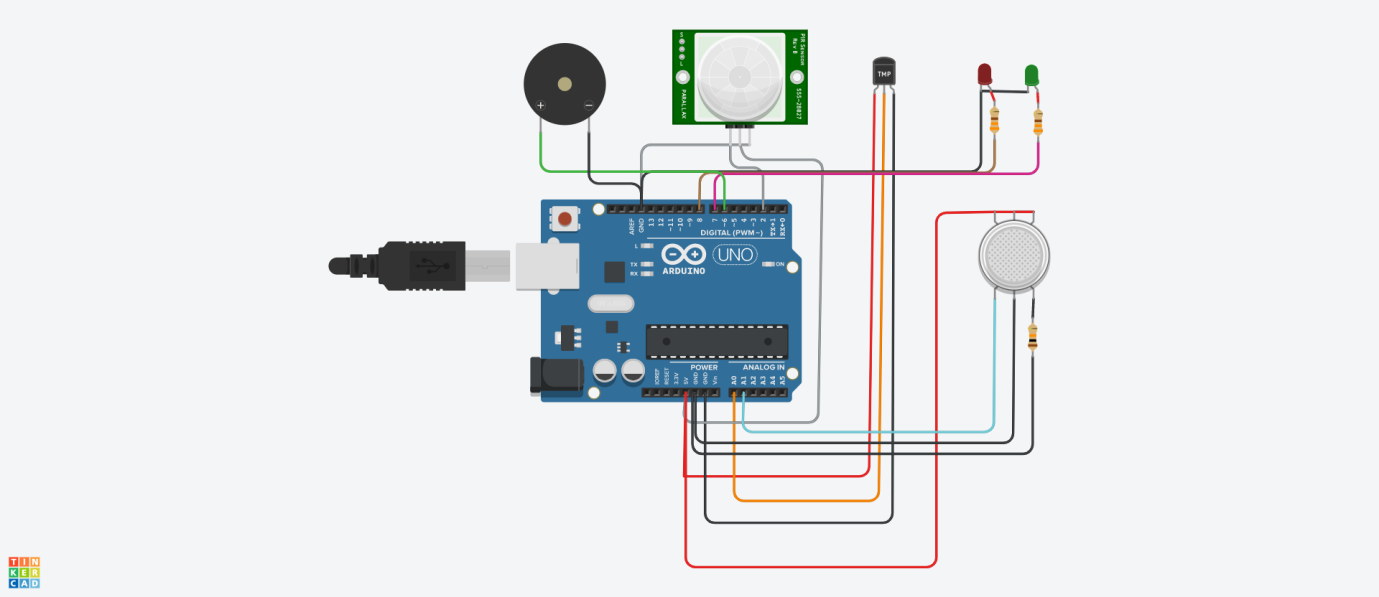 PIR Sensor
Rev B
PARALLAX
555-28027
TMP
+
−
AREF
GND
13
12
~11
~10
~9
8
7
~6
~5
4
~3
2
TX→1
RX←0
DIGITAL (PWM~)
L
TX
RX
ARDUINO
UNO
ON
POWER
ANALOG IN
IOREF
RESET
3.3V
5V
GND
GND
Vin
A0
A1
A2
A3
A4
A5
TIN
KER
CAD